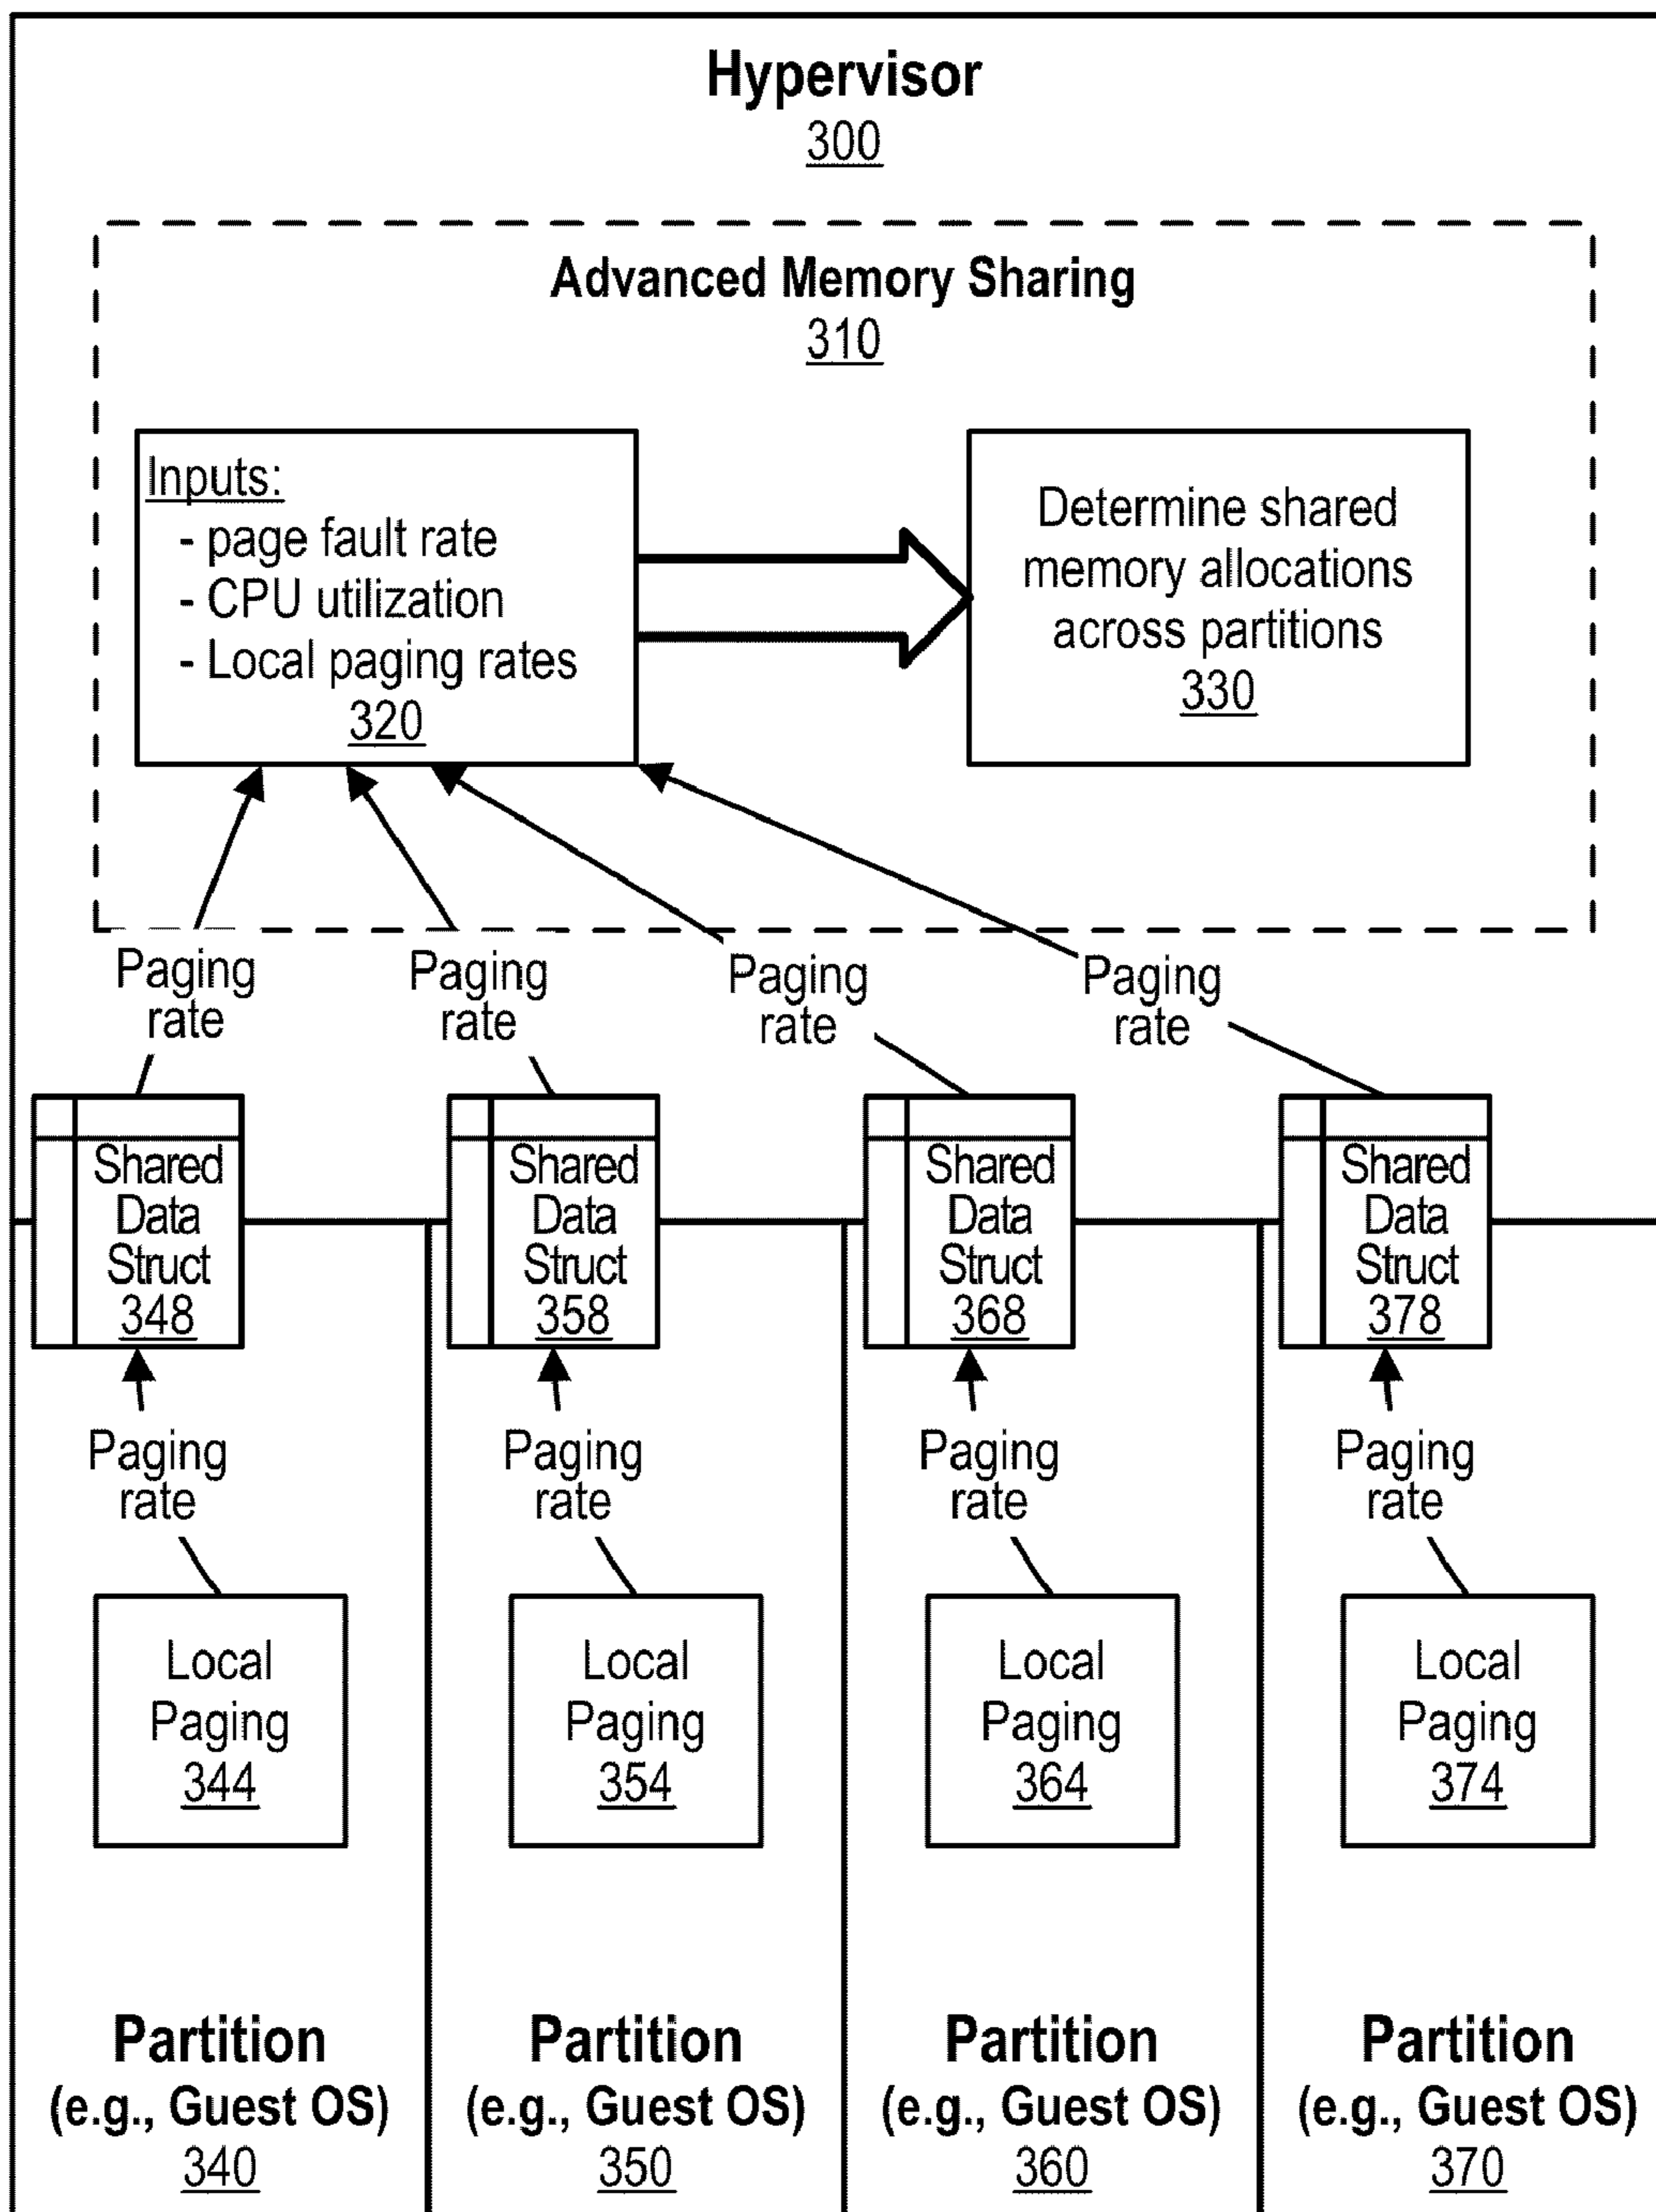 Hypervisor
300
Advanced Memory Sharing
310
Inputs:
- page fault rate
- CPU utilization
- Local paging rates
320
Determine shared
memory allocations
across partitions
330
Paging
rate
Paging
rate
Paging
rate
Paging
rate
Shared
Data
Struct
348
Shared
Data
Struct
358
Shared
Data
Struct
368
Shared
Data
Struct
378
Paging
rate
Paging
rate
Paging
rate
Paging
rate
Local
Paging
344
Local
Paging
354
Local
Paging
364
Local
Paging
374
Partition
(e.g., Guest OS)
340
Partition
(e.g., Guest OS)
350
Partition
(e.g., Guest OS)
360
Partition
(e.g., Guest OS)
370